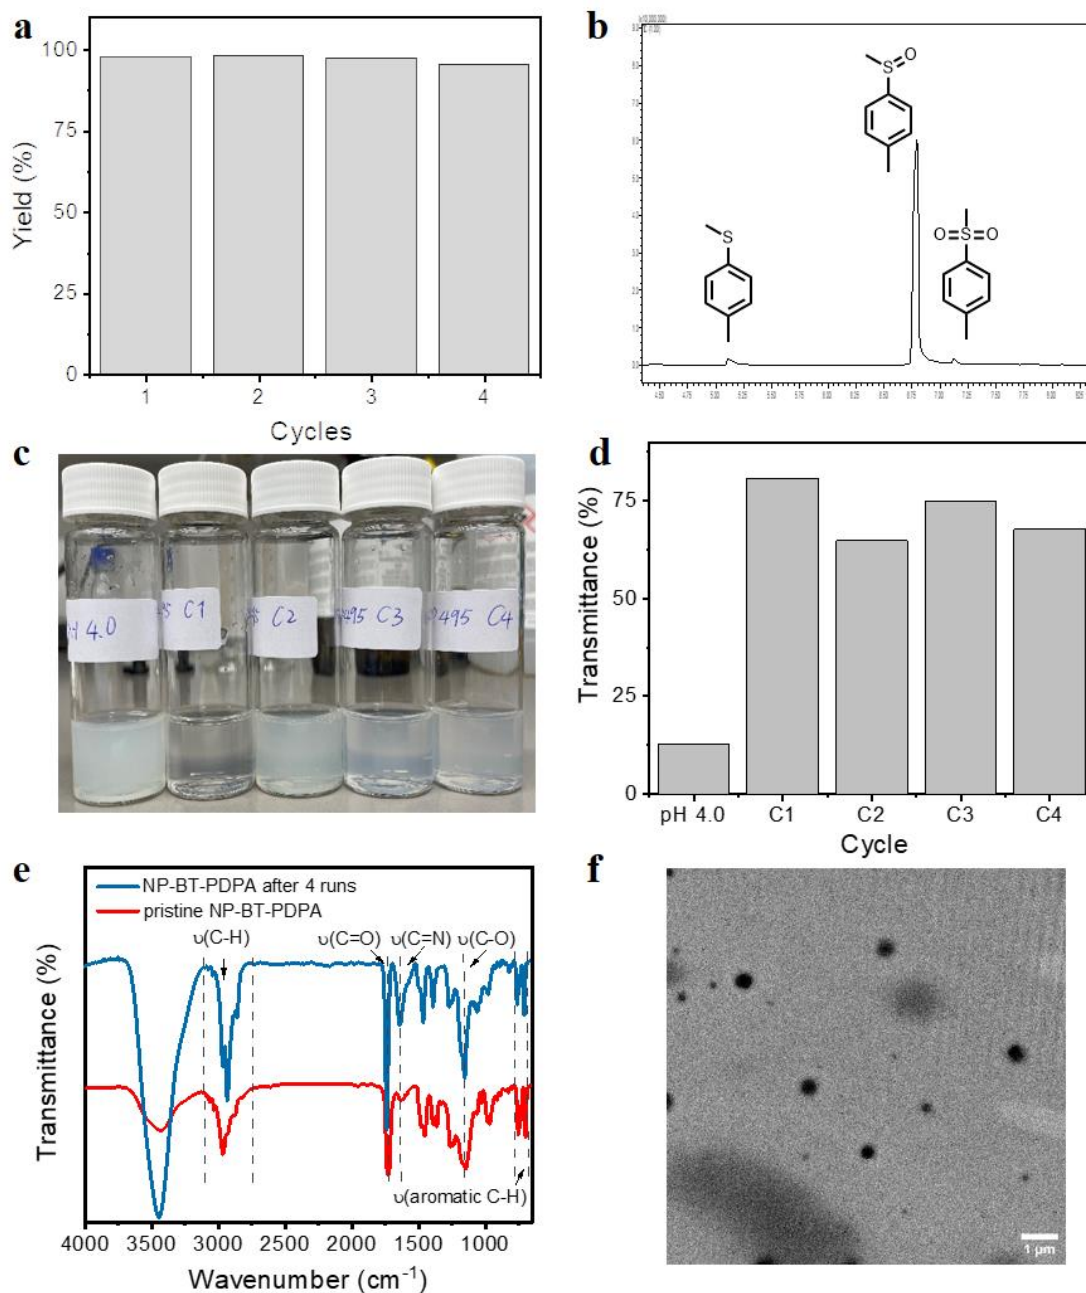 a
Yield (%)
100
75
50
25
0
1 2 3 4
Cycles
b
S O
S
O S O
c
4.0
C1
C2
495 C3
495 C4
d
Transmittance (%)
75
50
25
0
pH 4.0 C1 C2 C3 C4
Cycle
e
NP-BT-PDPA after 4 runs
pristine NP-BT-PDPA
υ(C-H)
υ(C=O) υ(C=N) υ(C-O)
υ(aromatic C-H)
Transmittance (%)
4000 3500 3000 2500 2000 1500 1000
Wavenumber (cm⁻¹)
f
1 μm